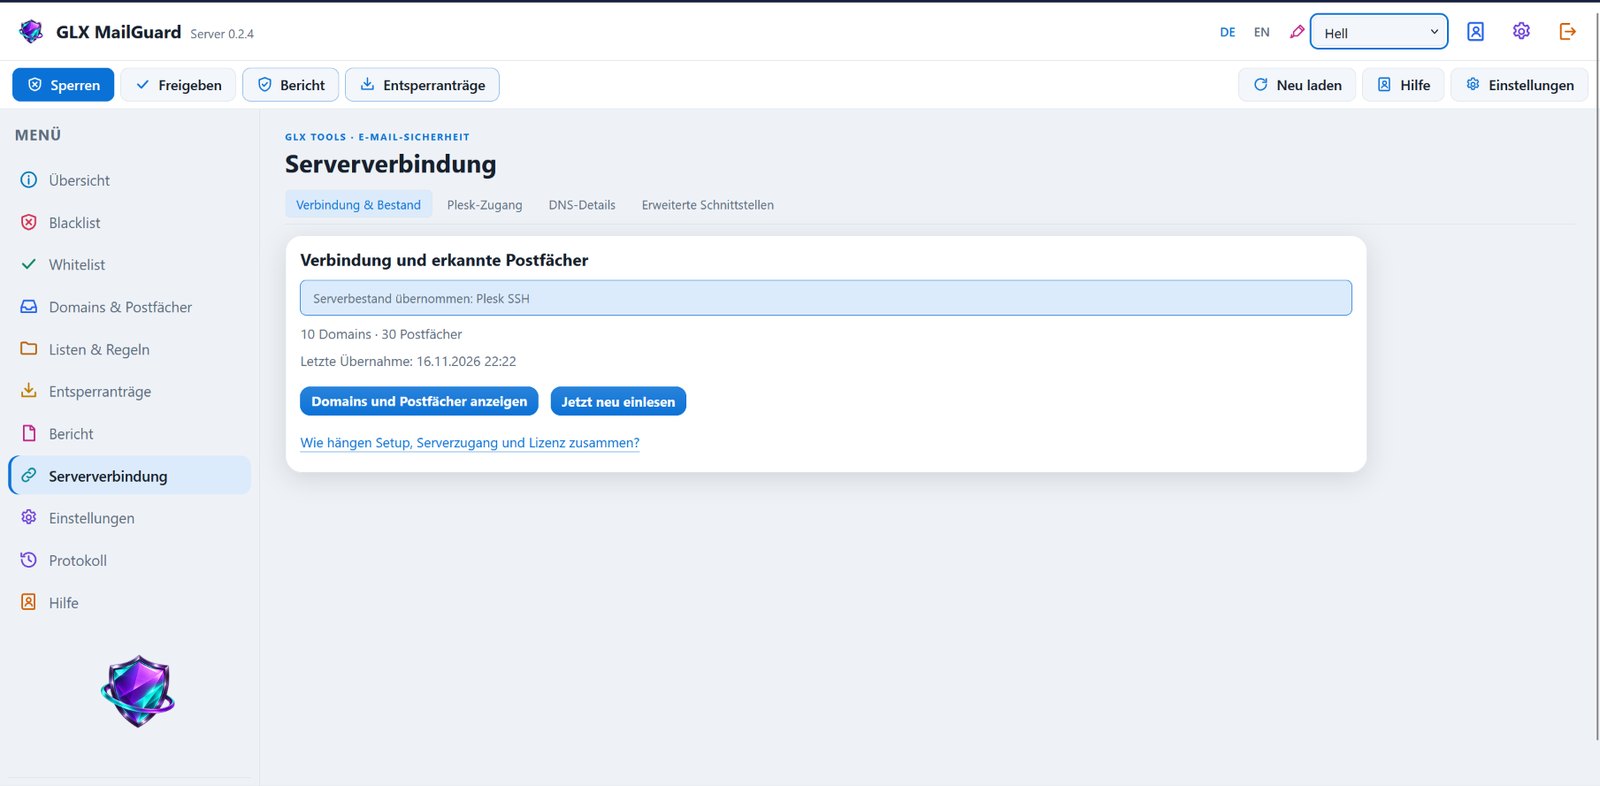 GLX MailGuard Server 0.2.4
DE EN Hell
Sperren Freigeben Bericht Entsperranträge Neu laden Hilfe Einstellungen
MENÜ
Übersicht
Blacklist
Whitelist
Domains & Postfächer
Listen & Regeln
Entsperranträge
Bericht
Serververbindung
Einstellungen
Protokoll
Hilfe
GLX TOOLS · E-MAIL-SICHERHEIT
Serververbindung
Verbindung & Bestand Plesk-Zugang DNS-Details Erweiterte Schnittstellen
Verbindung und erkannte Postfächer
Serverbestand übernommen: Plesk SSH
10 Domains · 30 Postfächer
Letzte Übernahme: 16.11.2026 22:22
Domains und Postfächer anzeigen Jetzt neu einlesen
Wie hängen Setup, Serverzugang und Lizenz zusammen?